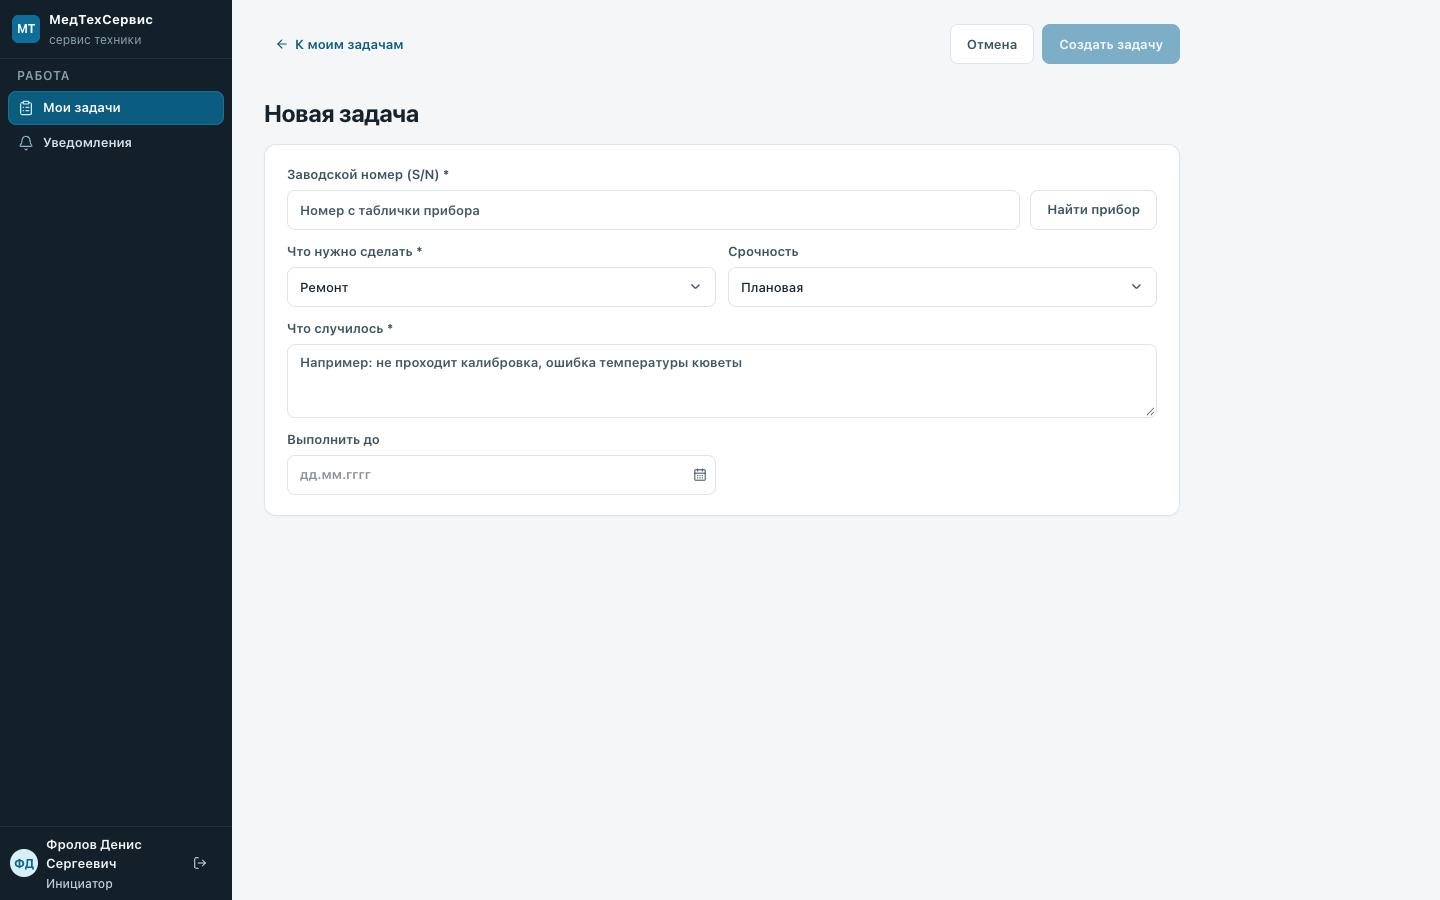 МТ
МедТехСервис
сервис техники
РАБОТА
Мои задачи
Уведомления
Фролов Денис
Сергеевич
ФД
Инициатор
К моим задачам
Отмена
Создать задачу
Новая задача
Заводской номер (S/N) *
Номер с таблички прибора
Найти прибор
Что нужно сделать *
Срочность
Ремонт
Плановая
Что случилось *
Например: не проходит калибровка, ошибка температуры кюветы
Выполнить до
дд.мм.гггг